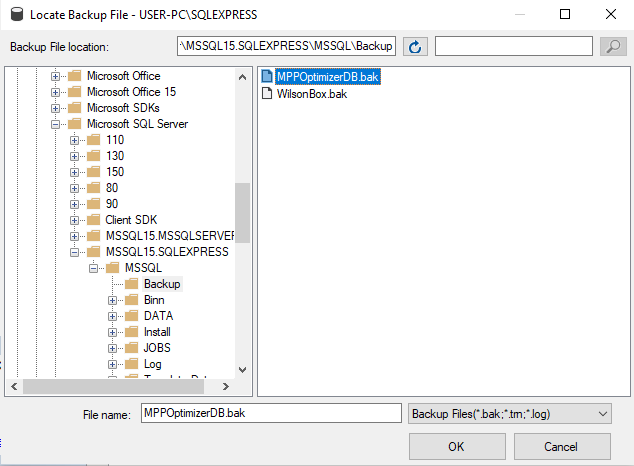 Locate Backup File - USER-PC\SQLEXPRESS
Backup File location:
\MSSQL15.SQLEXPRESS\MSSQL\Backup
Microsoft Office
Microsoft Office 15
Microsoft SDKs
Microsoft SQL Server
110
130
150
80
90
Client SDK
MSSQL15.MSSQLSERVER
MSSQL15.SQLEXPRESS
MSSQL
Backup
Binn
DATA
Install
JOBS
Log
MPPOptimizerDB.bak
WilsonBox.bak
File name:
MPPOptimizerDB.bak
Backup Files(*.bak;*.trn;*.log)
OK
Cancel